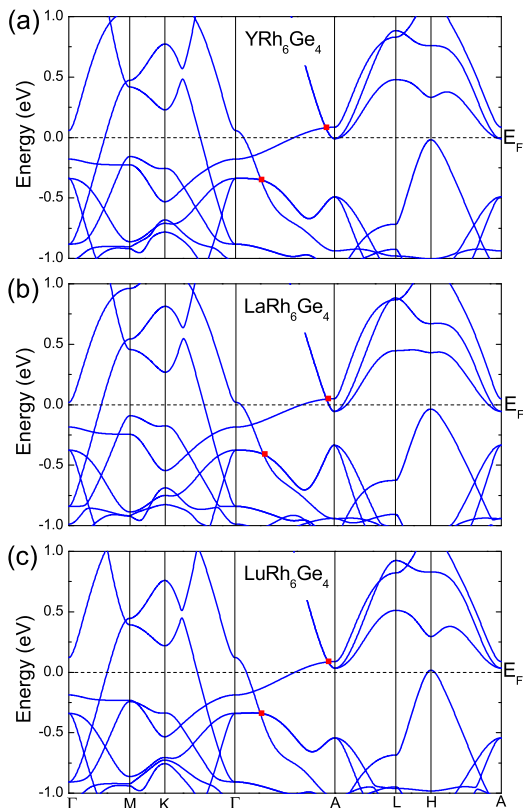 (a)
YRh6Ge4
1.0
0.5
0.0
-0.5
-1.0
Energy (eV)
EF
(b)
LaRh6Ge4
1.0
0.5
0.0
-0.5
-1.0
Energy (eV)
EF
(c)
LuRh6Ge4
1.0
0.5
0.0
-0.5
-1.0
Energy (eV)
EF
Γ M K Γ A L H A